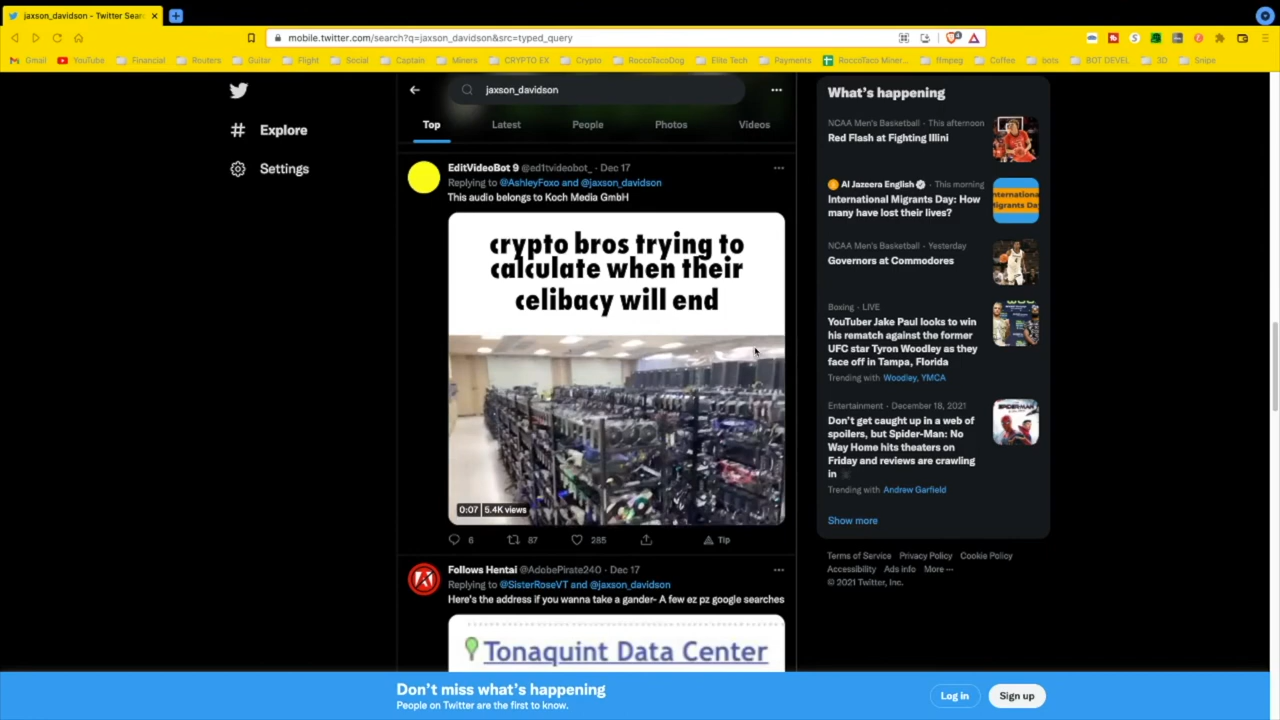 jaxson_davidson - Twitter Sear
mobile.twitter.com/search?q=jaxson_davidson&src=typed_query
Gmail YouTube Financial Routers Guitar Flight Social Captain Miners CRYPTO EX Crypto RoccoTacoDog Elite Tech Payments RoccoTaco Miner... ffmpeg Coffee bots BOT DEVEL 3D Snipe
Explore
Settings
jaxson_davidson
Top Latest People Photos Videos
EditVideoBot 9 @ed1tvideobot_ · Dec 17
Replying to @AshleyFoxo and @jaxson_davidson
This audio belongs to Koch Media GmbH
crypto bros trying to
calculate when their
celibacy will end
0:07 5.4K views
6 87 285 Tip
Follows Hentai @AdobePirate240 · Dec 17
Replying to @SisterRoseVT and @jaxson_davidson
Here's the address if you wanna take a gander- A few ez pz google searches
Tonaquint Data Center
What's happening
NCAA Men's Basketball · This afternoon
Red Flash at Fighting Illini
Al Jazeera English · This morning
International Migrants Day: How
many have lost their lives?
NCAA Men's Basketball · Yesterday
Governors at Commodores
Boxing · LIVE
YouTuber Jake Paul looks to win
his rematch against the former
UFC star Tyron Woodley as they
face off in Tampa, Florida
Trending with Woodley, YMCA
Entertainment · December 18, 2021
Don't get caught up in a web of
spoilers, but Spider-Man: No
Way Home hits theaters on
Friday and reviews are crawling
in
Trending with Andrew Garfield
Show more
Terms of Service Privacy Policy Cookie Policy
Accessibility Ads info More ···
© 2021 Twitter, Inc.
Don't miss what's happening
People on Twitter are the first to know.
Log in
Sign up